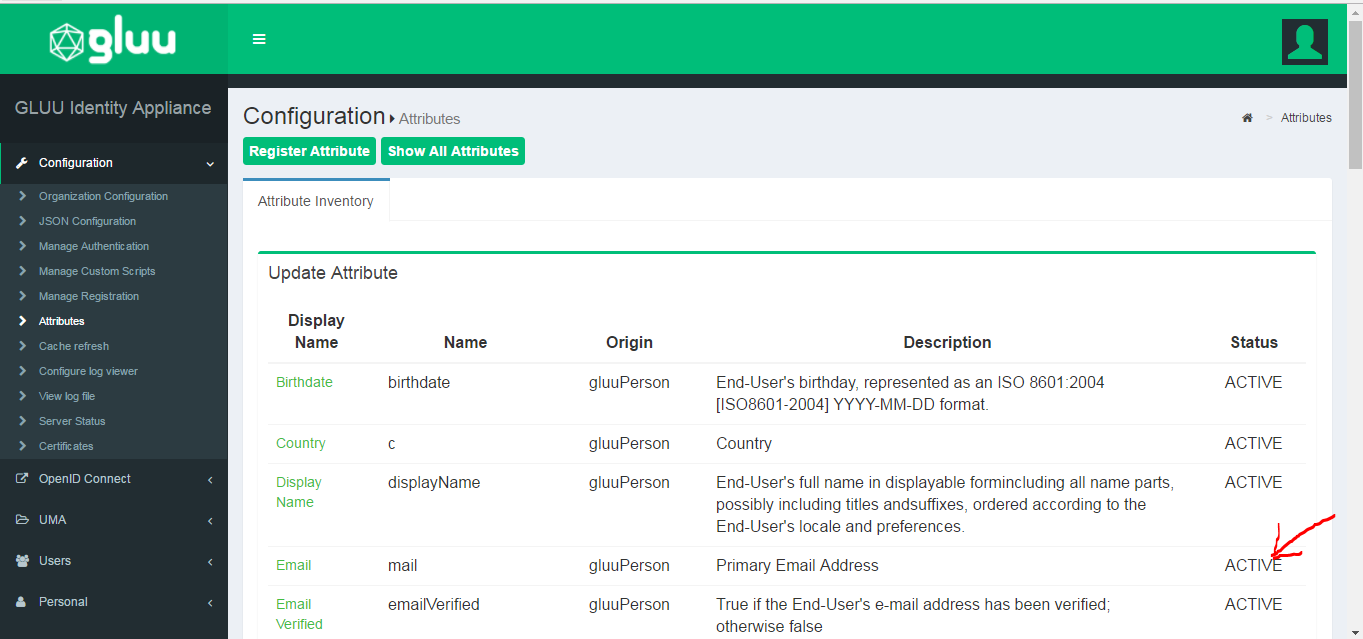 gluu
GLUU Identity Appliance
Configuration
Organization Configuration
JSON Configuration
Manage Authentication
Manage Custom Scripts
Manage Registration
Attributes
Cache refresh
Configure log viewer
View log file
Server Status
Certificates
OpenID Connect
UMA
Users
Personal
Configuration Attributes
> Attributes
Register Attribute Show All Attributes
Attribute Inventory
Update Attribute
Display
Name Name Origin Description Status
Birthdate birthdate gluuPerson End-User's birthday, represented as an ISO 8601:2004 ACTIVE
[ISO8601-2004] YYYY-MM-DD format.
Country c gluuPerson Country ACTIVE
Display displayName gluuPerson End-User's full name in displayable formincluding all name parts, ACTIVE
Name possibly including titles andsuffixes, ordered according to the
End-User's locale and preferences.
Email mail gluuPerson Primary Email Address ACTIVE
Email emailVerified gluuPerson True if the End-User's e-mail address has been verified; ACTIVE
Verified otherwise false